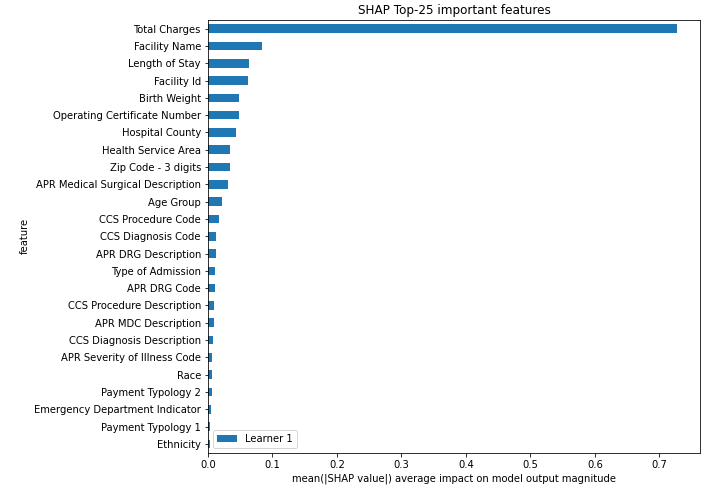 SHAP Top-25 important features
Total Charges
Facility Name
Length of Stay
Facility Id
Birth Weight
Operating Certificate Number
Hospital County
Health Service Area
Zip Code - 3 digits
APR Medical Surgical Description
Age Group
CCS Procedure Code
CCS Diagnosis Code
APR DRG Description
Type of Admission
APR DRG Code
CCS Procedure Description
APR MDC Description
CCS Diagnosis Description
APR Severity of Illness Code
Race
Payment Typology 2
Emergency Department Indicator
Payment Typology 1
Ethnicity
feature
Learner 1
0.0 0.1 0.2 0.3 0.4 0.5 0.6 0.7
mean(|SHAP value|) average impact on model output magnitude